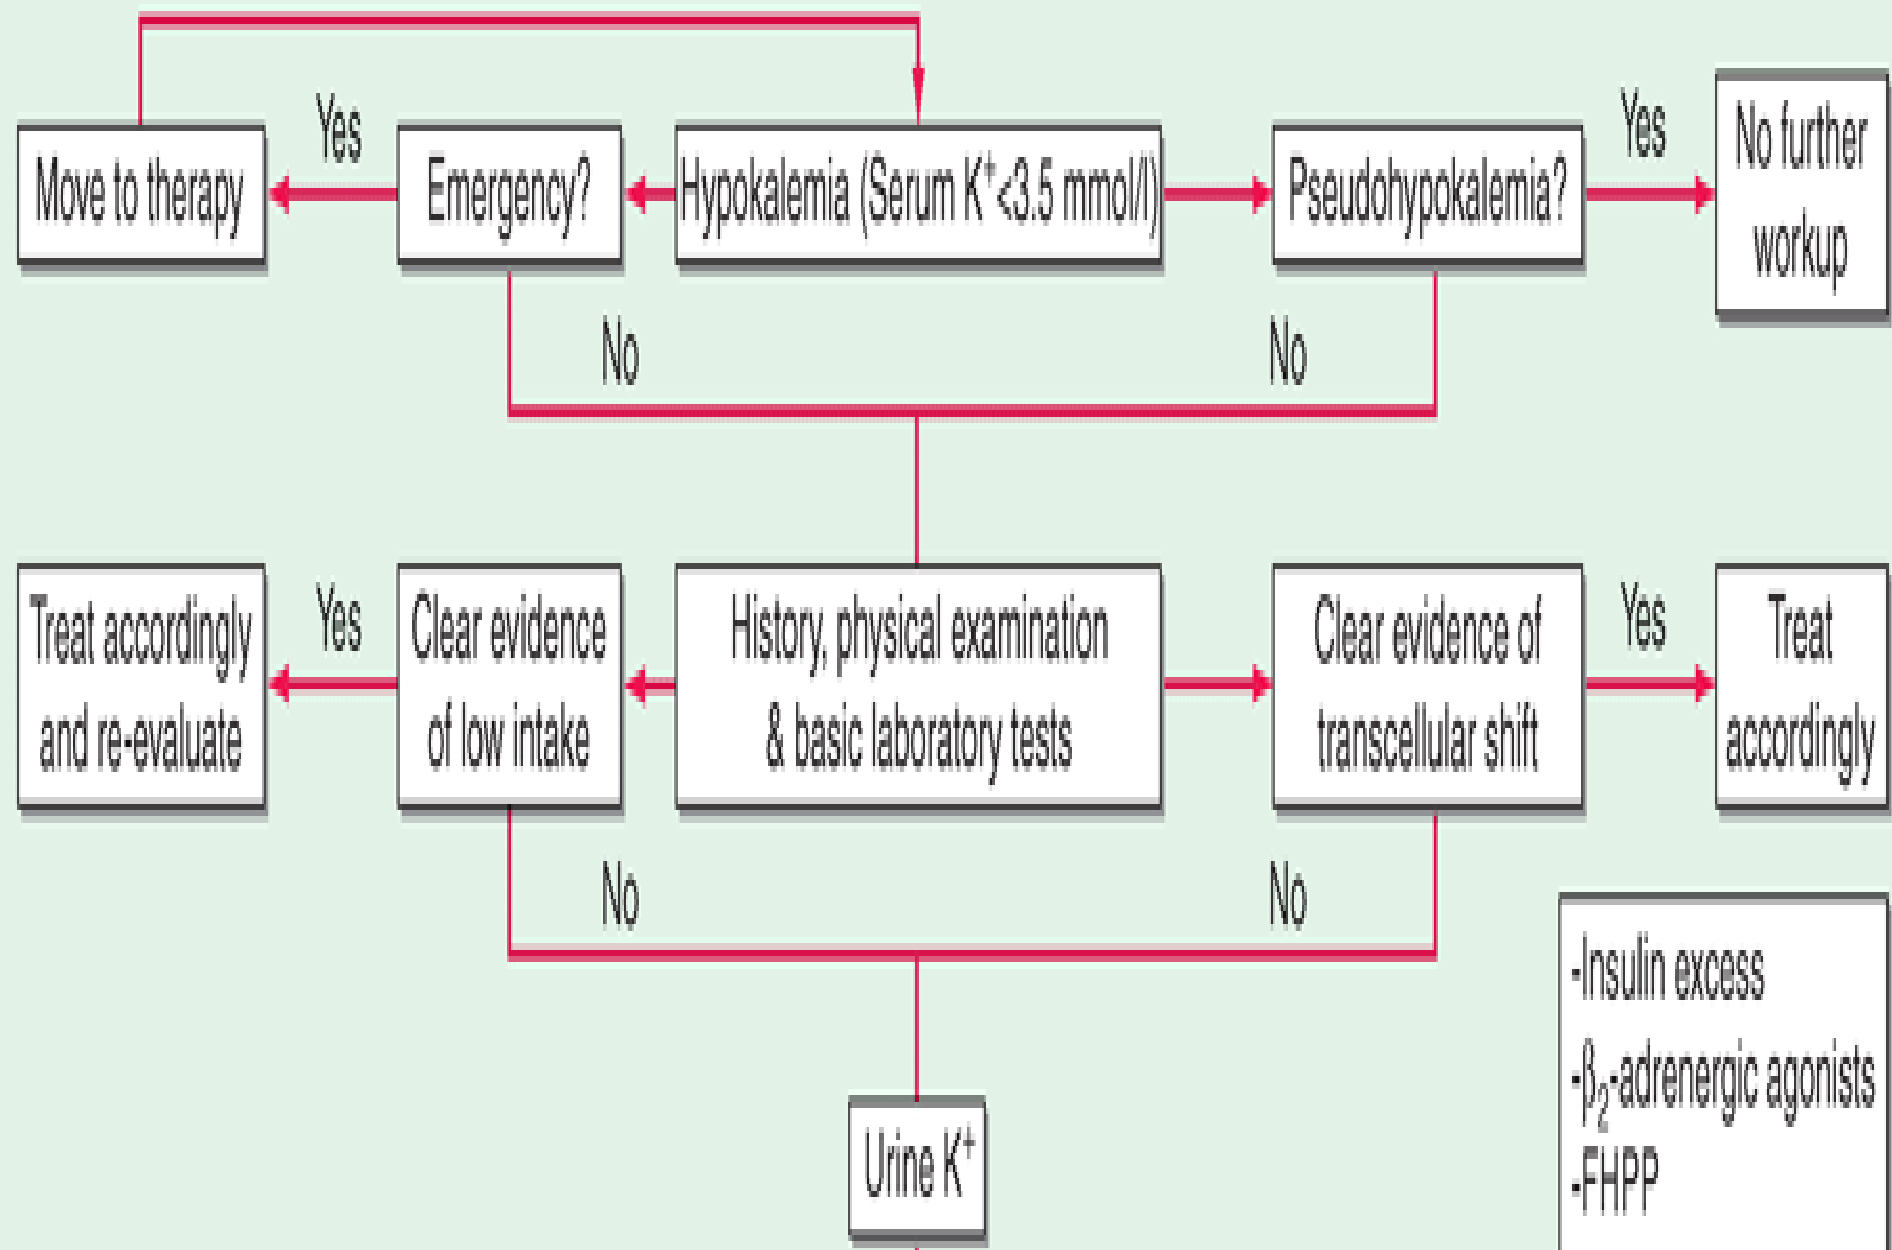 Move to therapy
Yes
Emergency?
Hypokalemia (Serum K⁺<3.5 mmol/l)
Pseudohypokalemia?
Yes
No further
workup
No
No
Treat accordingly
and re-evaluate
Yes
Clear evidence
of low intake
History, physical examination
& basic laboratory tests
Clear evidence of
transcellular shift
Yes
Treat
accordingly
No
No
-Insulin excess
-β₂-adrenergic agonists
-FHPP
Urine K⁺